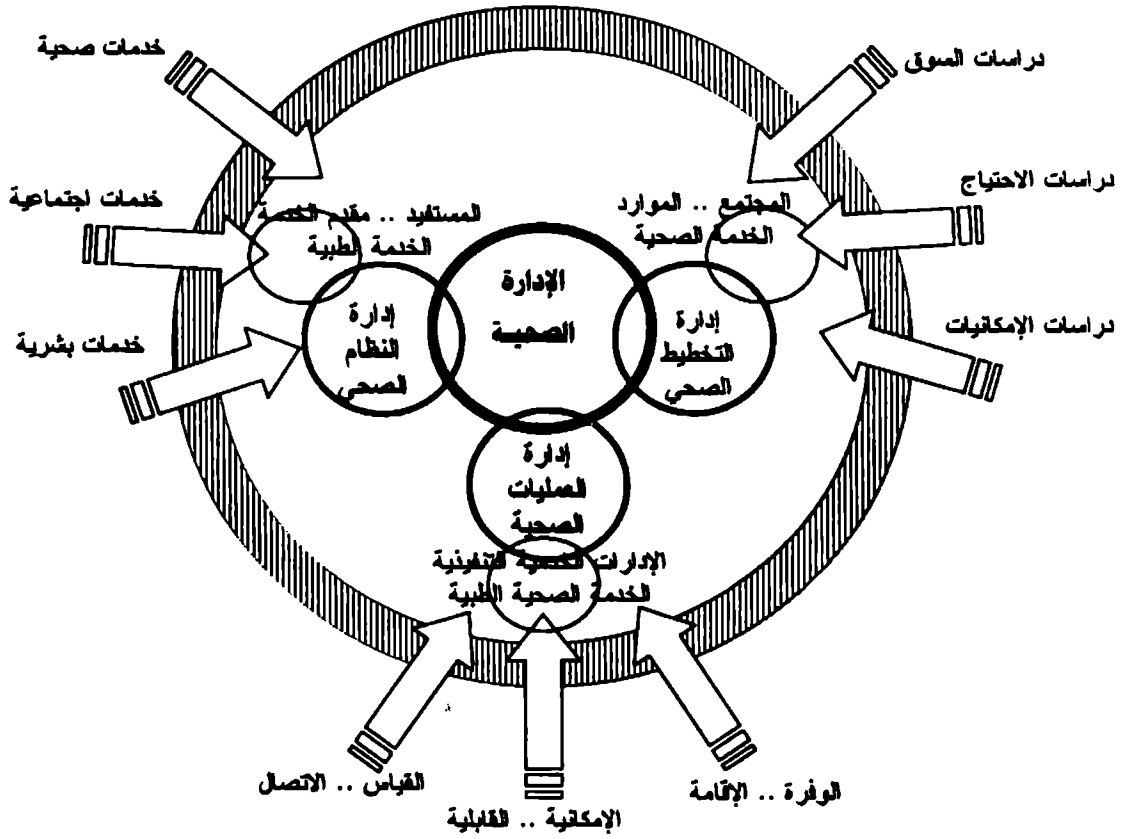 دراسات السوق
خدمات صحية
دراسات الاحتياج
خدمات اجتماعية
المجتمع .. الموارد
الخدمة الصحية
المستفيد .. مقدم الخدمة
الخدمة الطبية
الإدارة
الصحية
إدارة
التخطيط
الصحي
إدارة
النظام
الصحي
دراسات الإمكانيات
خدمات بشرية
إدارة
العمليات
الصحية
الإدارات الخدمية التنفيذية
الخدمة الصحية الطبية
الوفرة .. الإقامة
الإمكانية .. القابلية
القياس .. الاتصال